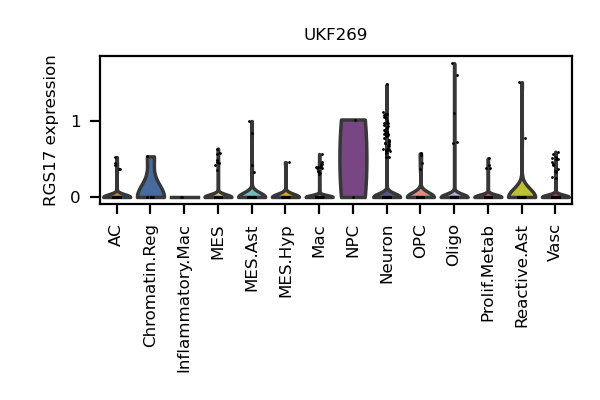 UKF269
RGS17 expression
1
0
AC
Chromatin.Reg
Inflammatory.Mac
MES
MES.Ast
MES.Hyp
Mac
NPC
Neuron
OPC
Oligo
Prolif.Metab
Reactive.Ast
Vasc